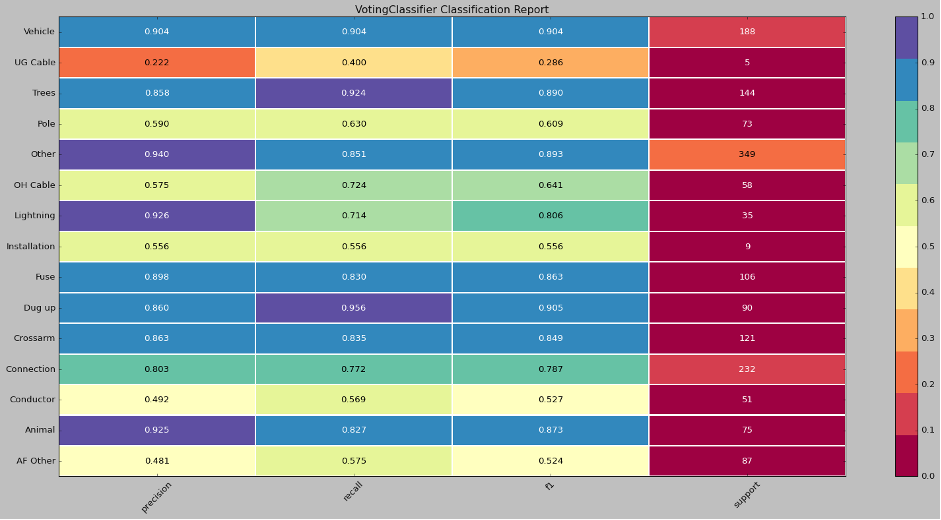 VotingClassifier Classification Report
Vehicle 0.904 0.904 0.904 188
UG Cable 0.222 0.400 0.286 5
Trees 0.858 0.924 0.890 144
Pole 0.590 0.630 0.609 73
Other 0.940 0.851 0.893 349
OH Cable 0.575 0.724 0.641 58
Lightning 0.926 0.714 0.806 35
Installation 0.556 0.556 0.556 9
Fuse 0.898 0.830 0.863 106
Dug up 0.860 0.956 0.905 90
Crossarm 0.863 0.835 0.849 121
Connection 0.803 0.772 0.787 232
Conductor 0.492 0.569 0.527 51
Animal 0.925 0.827 0.873 75
AF Other 0.481 0.575 0.524 87
precision recall f1 support
1.0
0.9
0.8
0.7
0.6
0.5
0.4
0.3
0.2
0.1
0.0